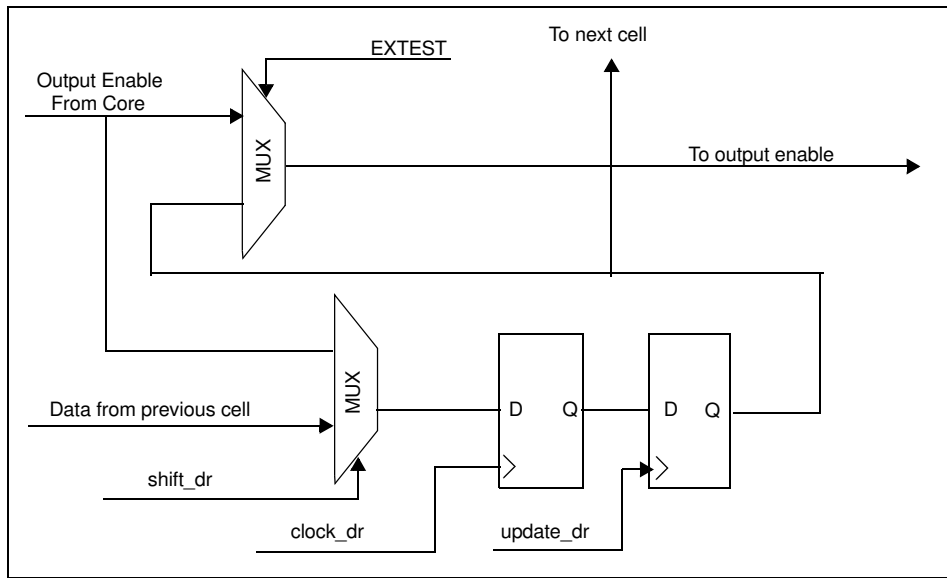 EXTEST
To next cell
Output Enable
From Core
MUX
To output enable
MUX
Data from previous cell
D Q
D Q
shift_dr
clock_dr
update_dr